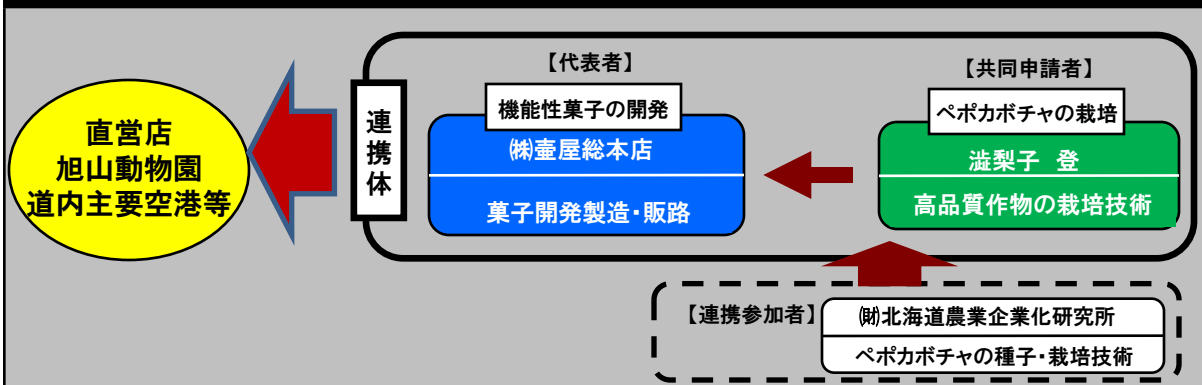 直営店
旭山動物園
道内主要空港等
連携体
【代表者】
機能性菓子の開発
㈱壷屋総本店
菓子開発製造・販路
【共同申請者】
ペポカボチャの栽培
澁梨子 登
高品質作物の栽培技術
【連携参加者】
㈶北海道農業企業化研究所
ペポカボチャの種子・栽培技術